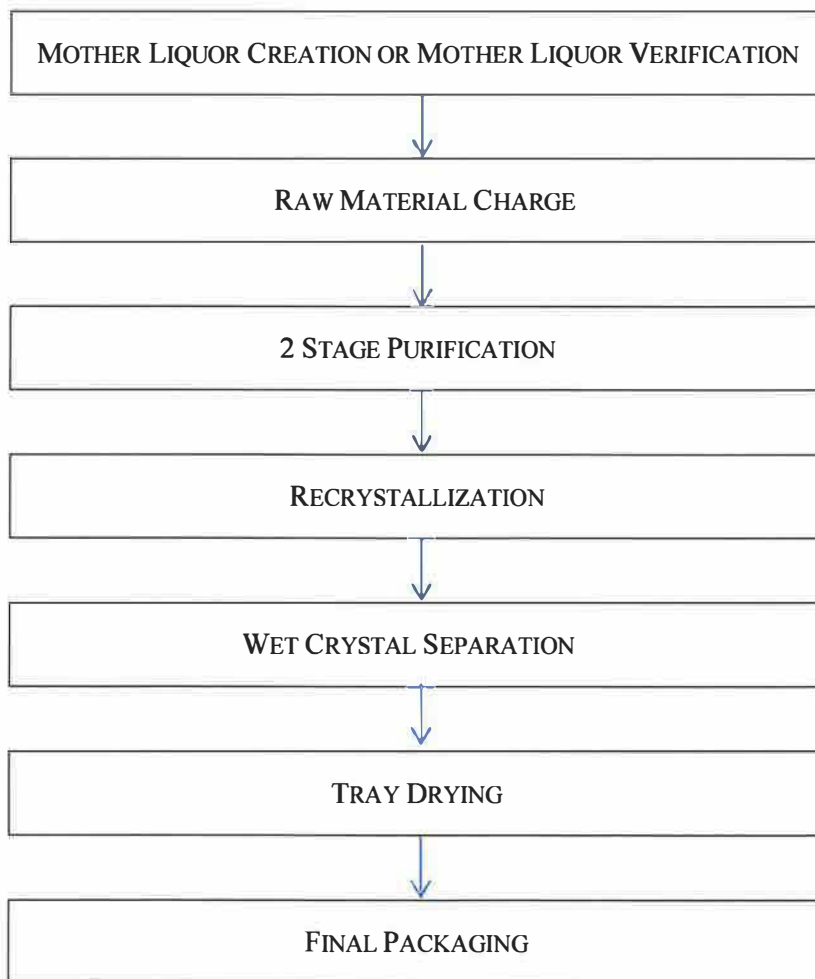 MOTHER LIQUOR CREATION OR MOTHER LIQUOR VERIFICATION
RAW MATERIAL CHARGE
2 STAGE PURIFICATION
RECRYSTALLIZATION
WET CRYSTAL SEPARATION
TRAY DRYING
FINAL PACKAGING